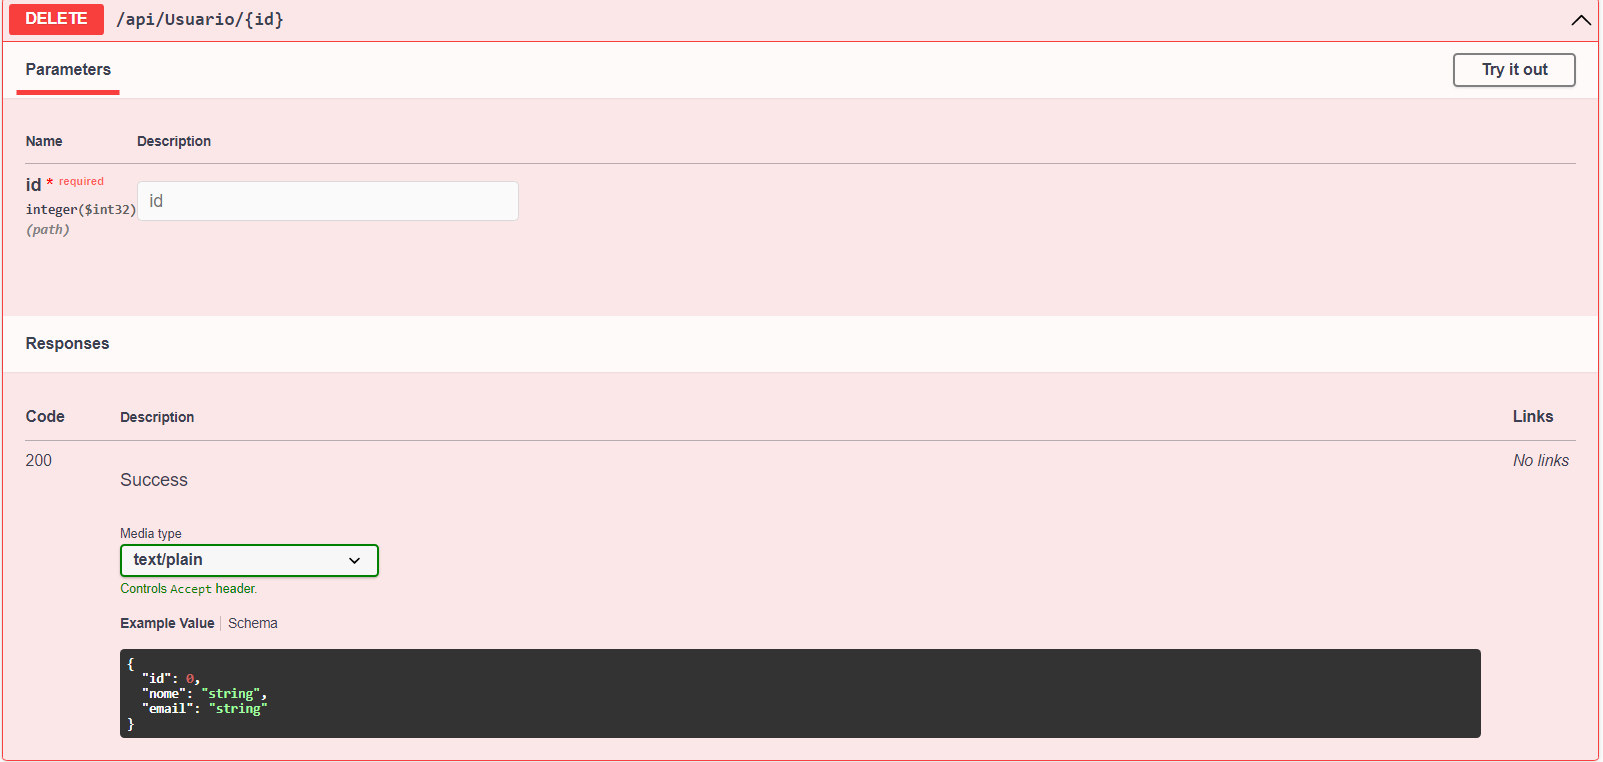 DELETE /api/Usuario/{id}
Parameters
Try it out
Name Description
id * required
integer($int32)
(path)
id
Responses
Code Description Links
200 Success No links
Media type
text/plain
Controls Accept header.
Example Value Schema
{
  "id": 0,
  "nome": "string",
  "email": "string"
}